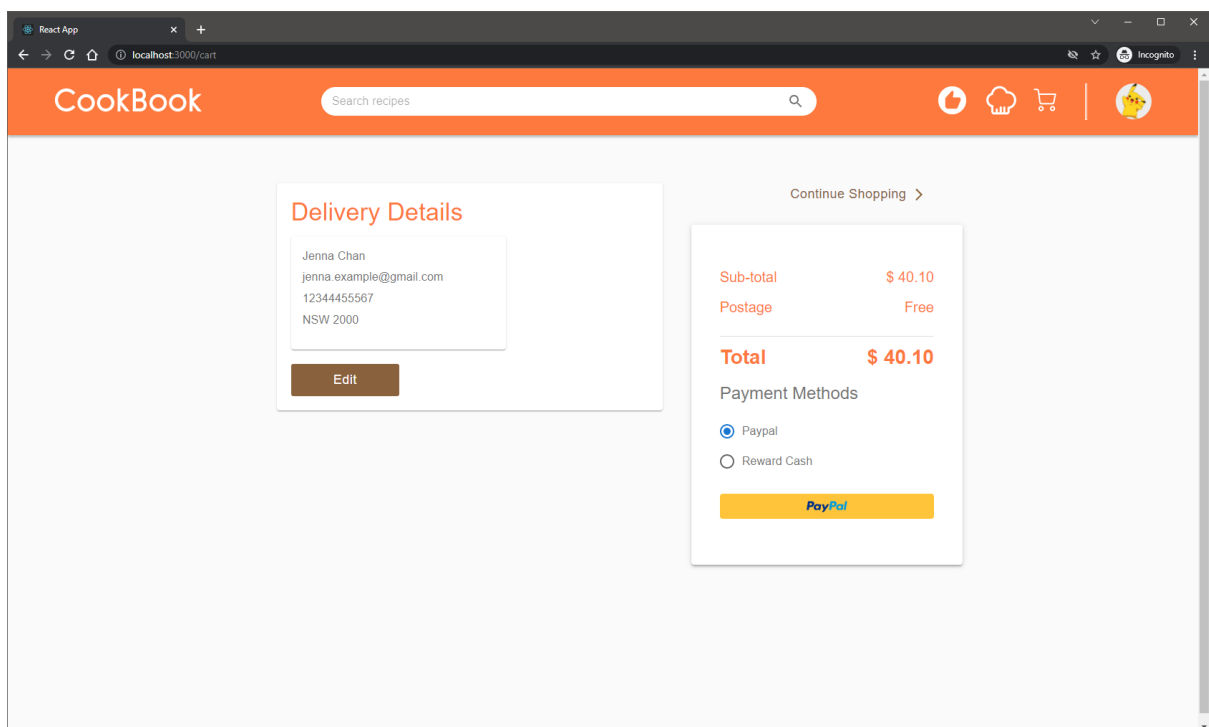 React App
localhost:3000/cart
Incognito
CookBook
Search recipes
Continue Shopping
Delivery Details
Jenna Chan
jenna.example@gmail.com
12344455567
NSW 2000
Edit
Sub-total $ 40.10
Postage Free
Total $ 40.10
Payment Methods
Paypal
Reward Cash
PayPal